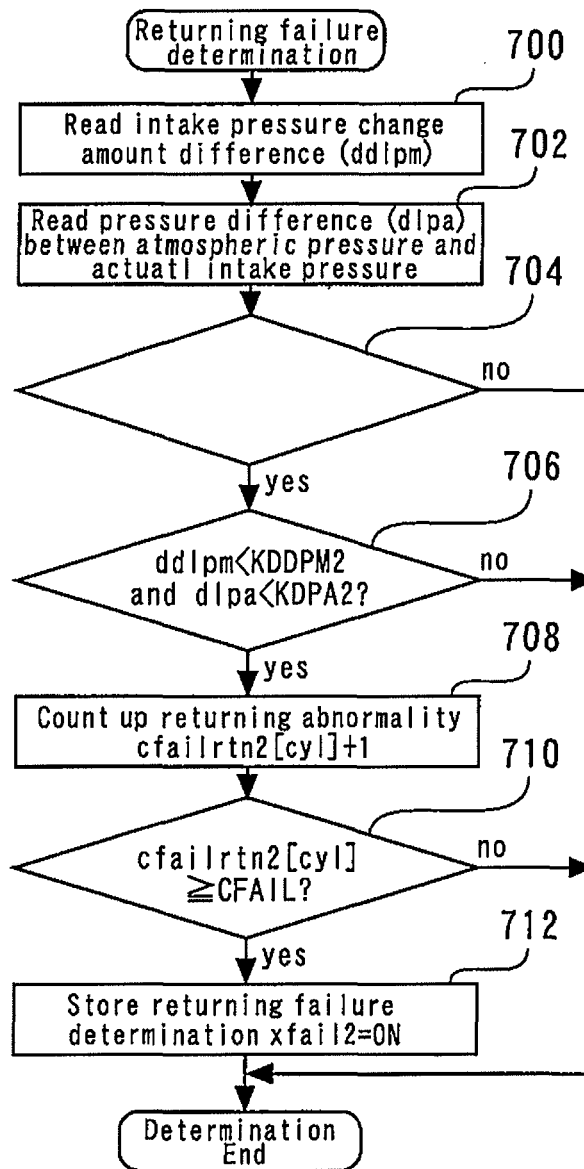 Returning failure
determination
700
Read intake pressure change
amount difference (ddlpm)
702
Read pressure difference (dlpa)
between atmospheric pressure and
actuatl intake pressure
704
no
yes
706
ddlpm<KDDPM2
and dlpa<KDPA2?
no
yes
708
Count up returning abnormality
cfailrtn2[cyl]+1
710
cfailrtn2[cyl]
≧CFAIL?
no
yes
712
Store returning failure
determination xfail2=ON
Determination
End